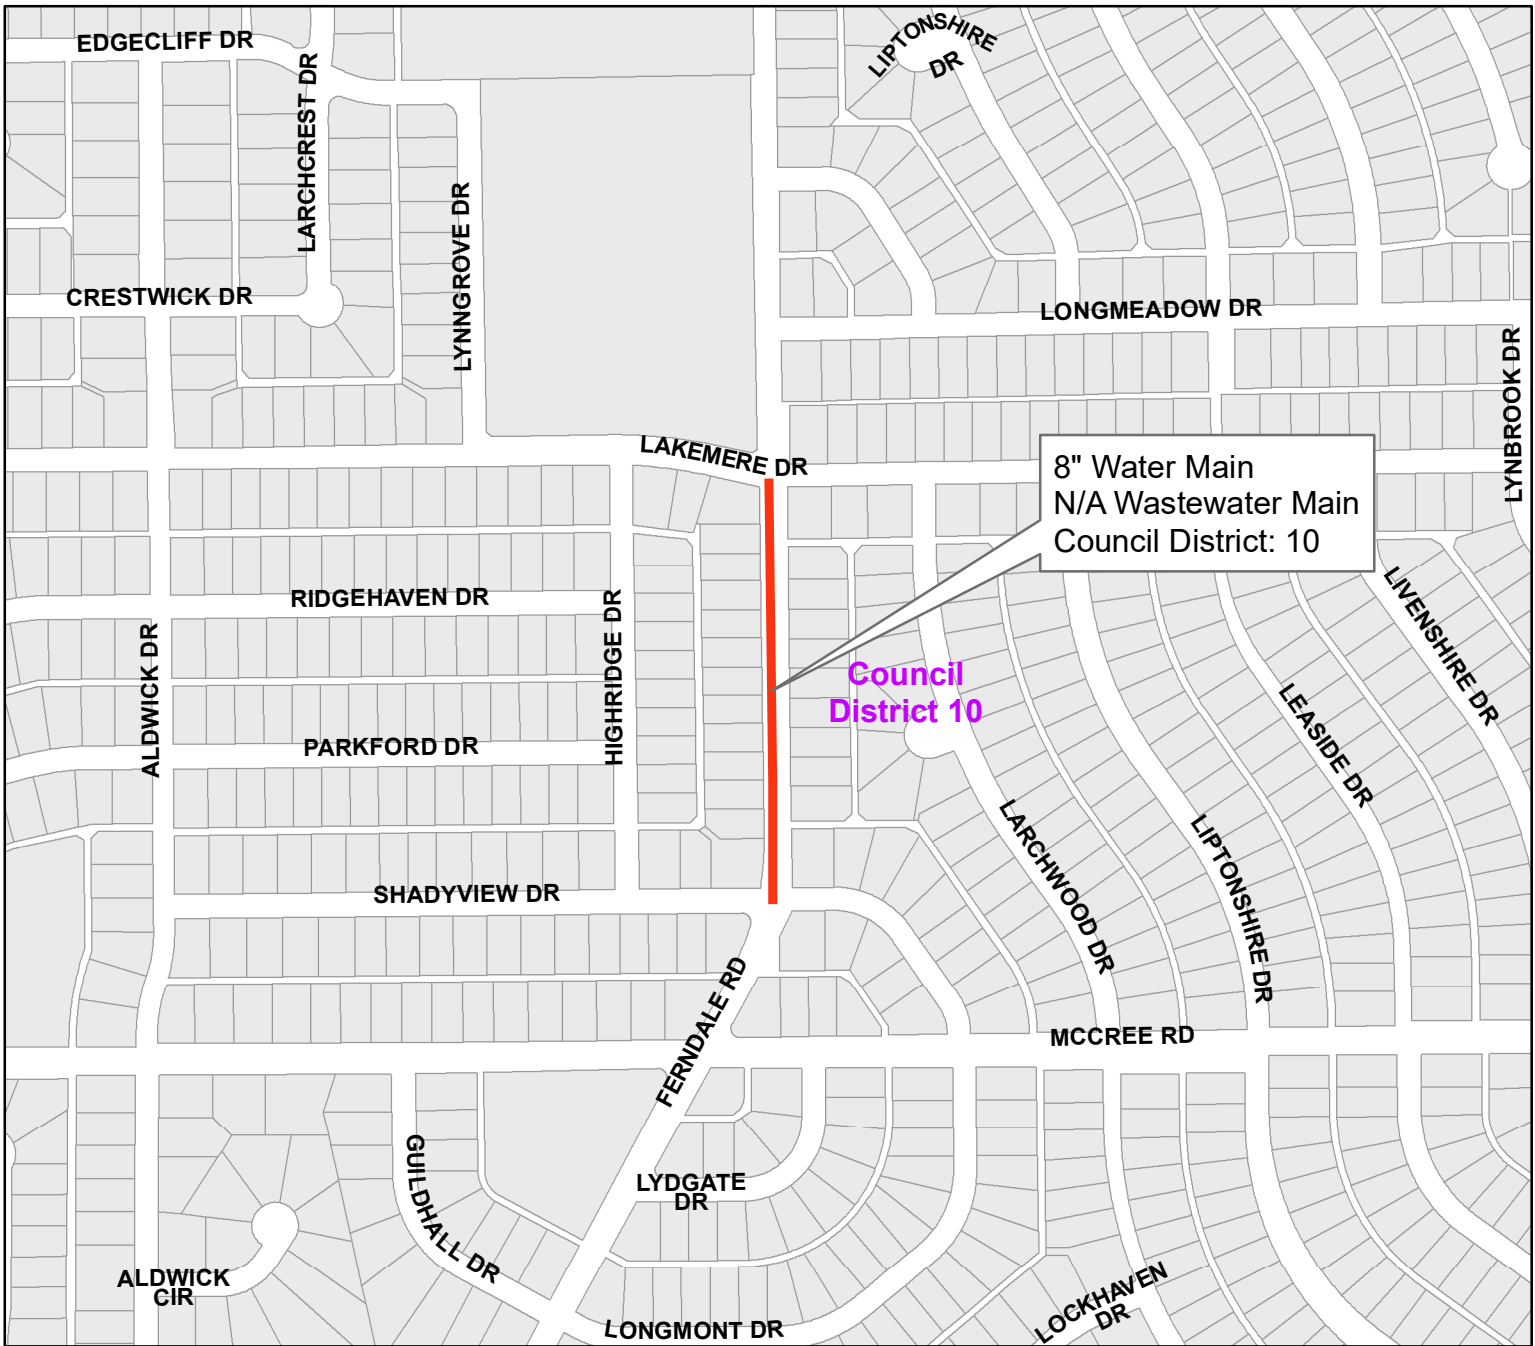 EDGECLIFF DR
LARCHCREST DR
LIPTONSHIRE
DR
LYNNGROVE DR
CRESTWICK DR
LONGMEADOW DR
LYNBROOK DR
LAKEMERE DR
8" Water Main
N/A Wastewater Main
Council District: 10
RIDGEHAVEN DR
HIGHRIDGE DR
ALDWICK DR
LIVENSHIRE DR
Council
District 10
LEASIDE DR
PARKFORD DR
LARCHWOOD DR
LIPTONSHIRE DR
SHADYVIEW DR
FERNDALE RD
MCCREE RD
GUILDHALL DR
LYDGATE
DR
ALDWICK
CIR
LOCKHAVEN
DR
LONGMONT DR